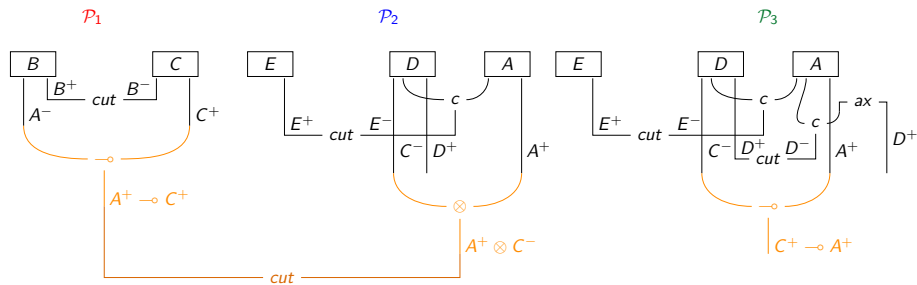 𝒫₁ 𝒫₂ 𝒫₃
B C E D A E D A
B⁺ cut B⁻ c c ax
A⁻ C⁺ c
E⁺ cut E⁻ E⁺ cut E⁻ D⁺
C⁻ D⁺ A⁺ C⁻ D⁺ cut D⁻ A⁺
⊸
A⁺ ⊸ C⁺ ⊗ ⊸
A⁺ ⊗ C⁻ C⁺ ⊸ A⁺
cut